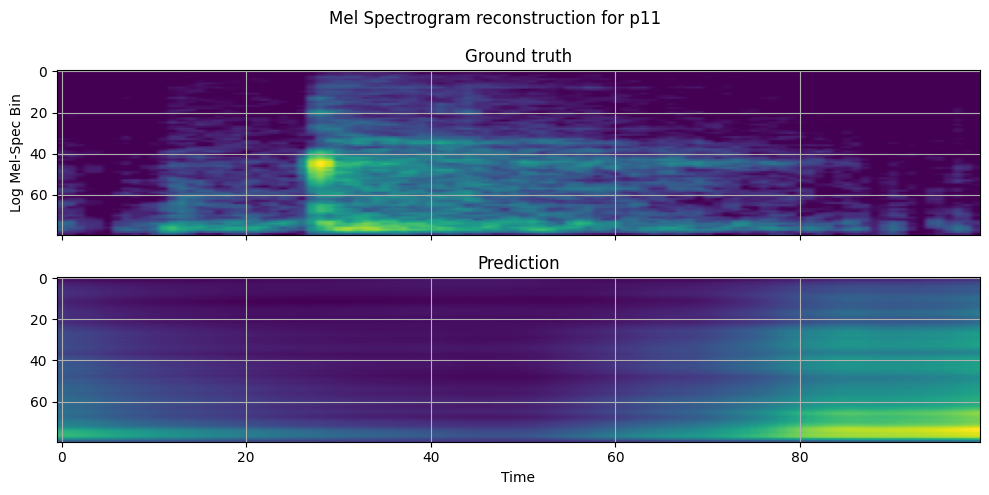 Mel Spectrogram reconstruction for p11
Ground truth
Log Mel-Spec Bin
0
20
40
60
Prediction
0
20
40
60
0 20 40 60 80
Time